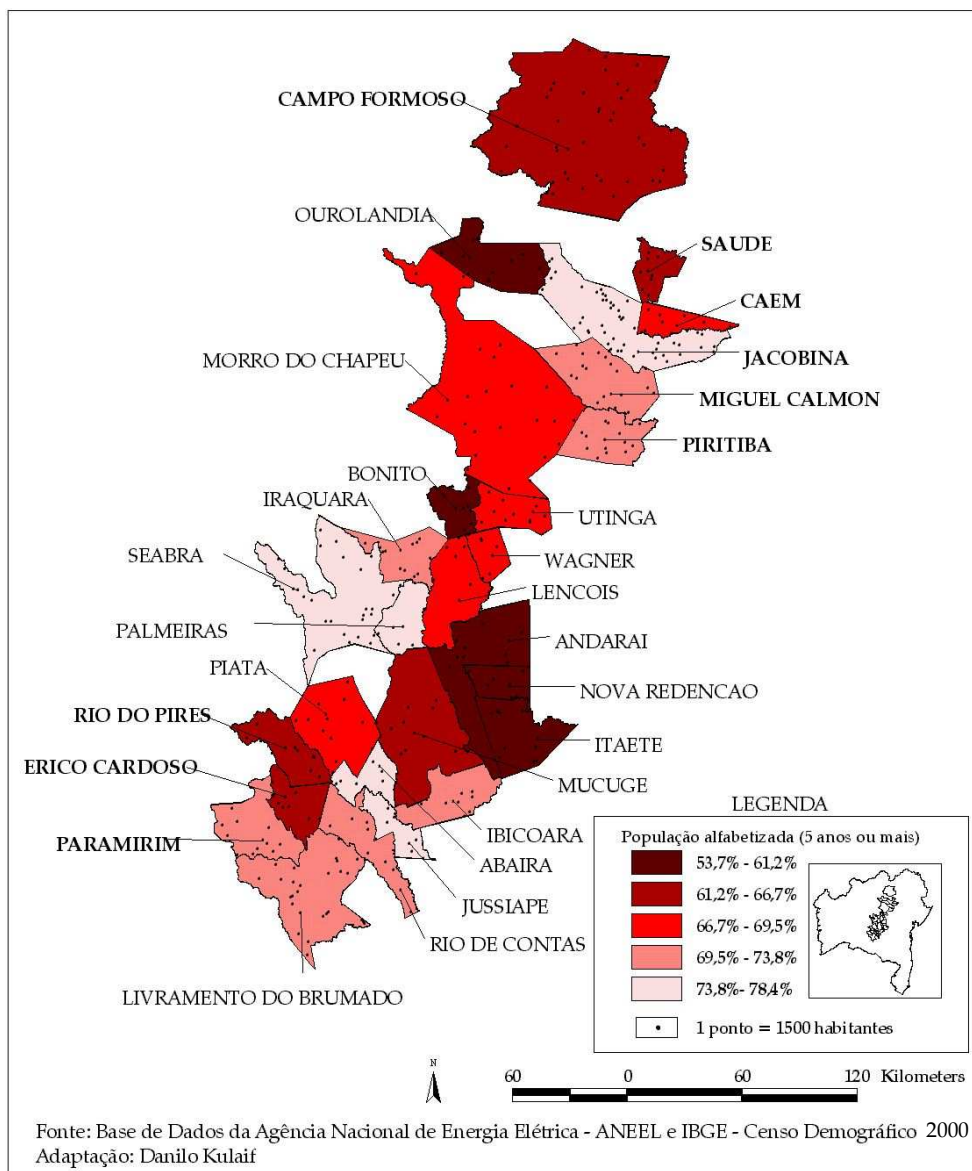 CAMPO FORMOSO
OUROLANDIA
SAUDE
CAEM
MORRO DO CHAPEU
JACOBINA
MIGUEL CALMON
PIRITIBA
BONITO
IRAQUARA
UTINGA
SEABRA
WAGNER
LENCOIS
PALMEIRAS
ANDARAI
PIATA
NOVA REDENCAO
RIO DO PIRES
ITAETE
ERICO CARDOSO
MUCUGE
IBICOARA
PARAMIRIM
ABAIRA
JUSSIAPE
RIO DE CONTAS
LIVRAMENTO DO BRUMADO
LEGENDA
População alfabetizada (5 anos ou mais)
53,7% - 61,2%
61,2% - 66,7%
66,7% - 69,5%
69,5% - 73,8%
73,8%- 78,4%
1 ponto = 1500 habitantes
N
60 0 60 120 Kilometers
Fonte: Base de Dados da Agência Nacional de Energia Elétrica - ANEEL e IBGE - Censo Demográfico 2000
Adaptação: Danilo Kulaif